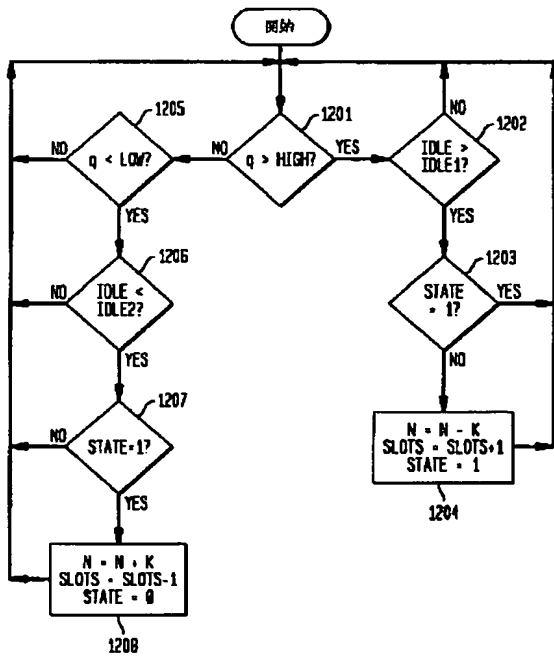 開始
1205
1201
1202
NO
q < LOW?
NO
q > HIGH?
YES
NO
IDLE >
IDLE1?
YES
YES
1206
1203
NO
IDLE <
IDLE2?
STATE
= 1?
YES
YES
NO
1207
NO
STATE=1?
N = N - K
SLOTS = SLOTS+1
STATE = 1
YES
1204
N = N + K
SLOTS - SLOTS-1
STATE = 0
1208